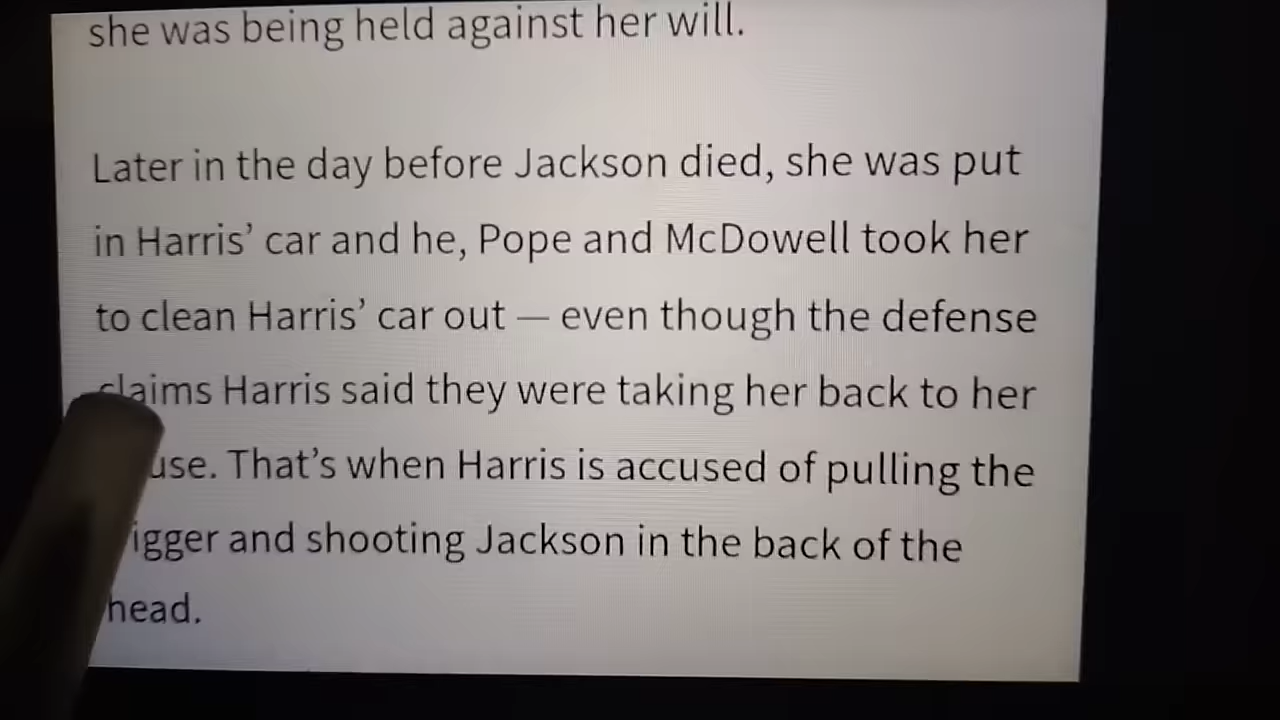 she was being held against her will.
Later in the day before Jackson died, she was put
in Harris’ car and he, Pope and McDowell took her
to clean Harris’ car out — even though the defense
claims Harris said they were taking her back to her
use. That’s when Harris is accused of pulling the
igger and shooting Jackson in the back of the
head.